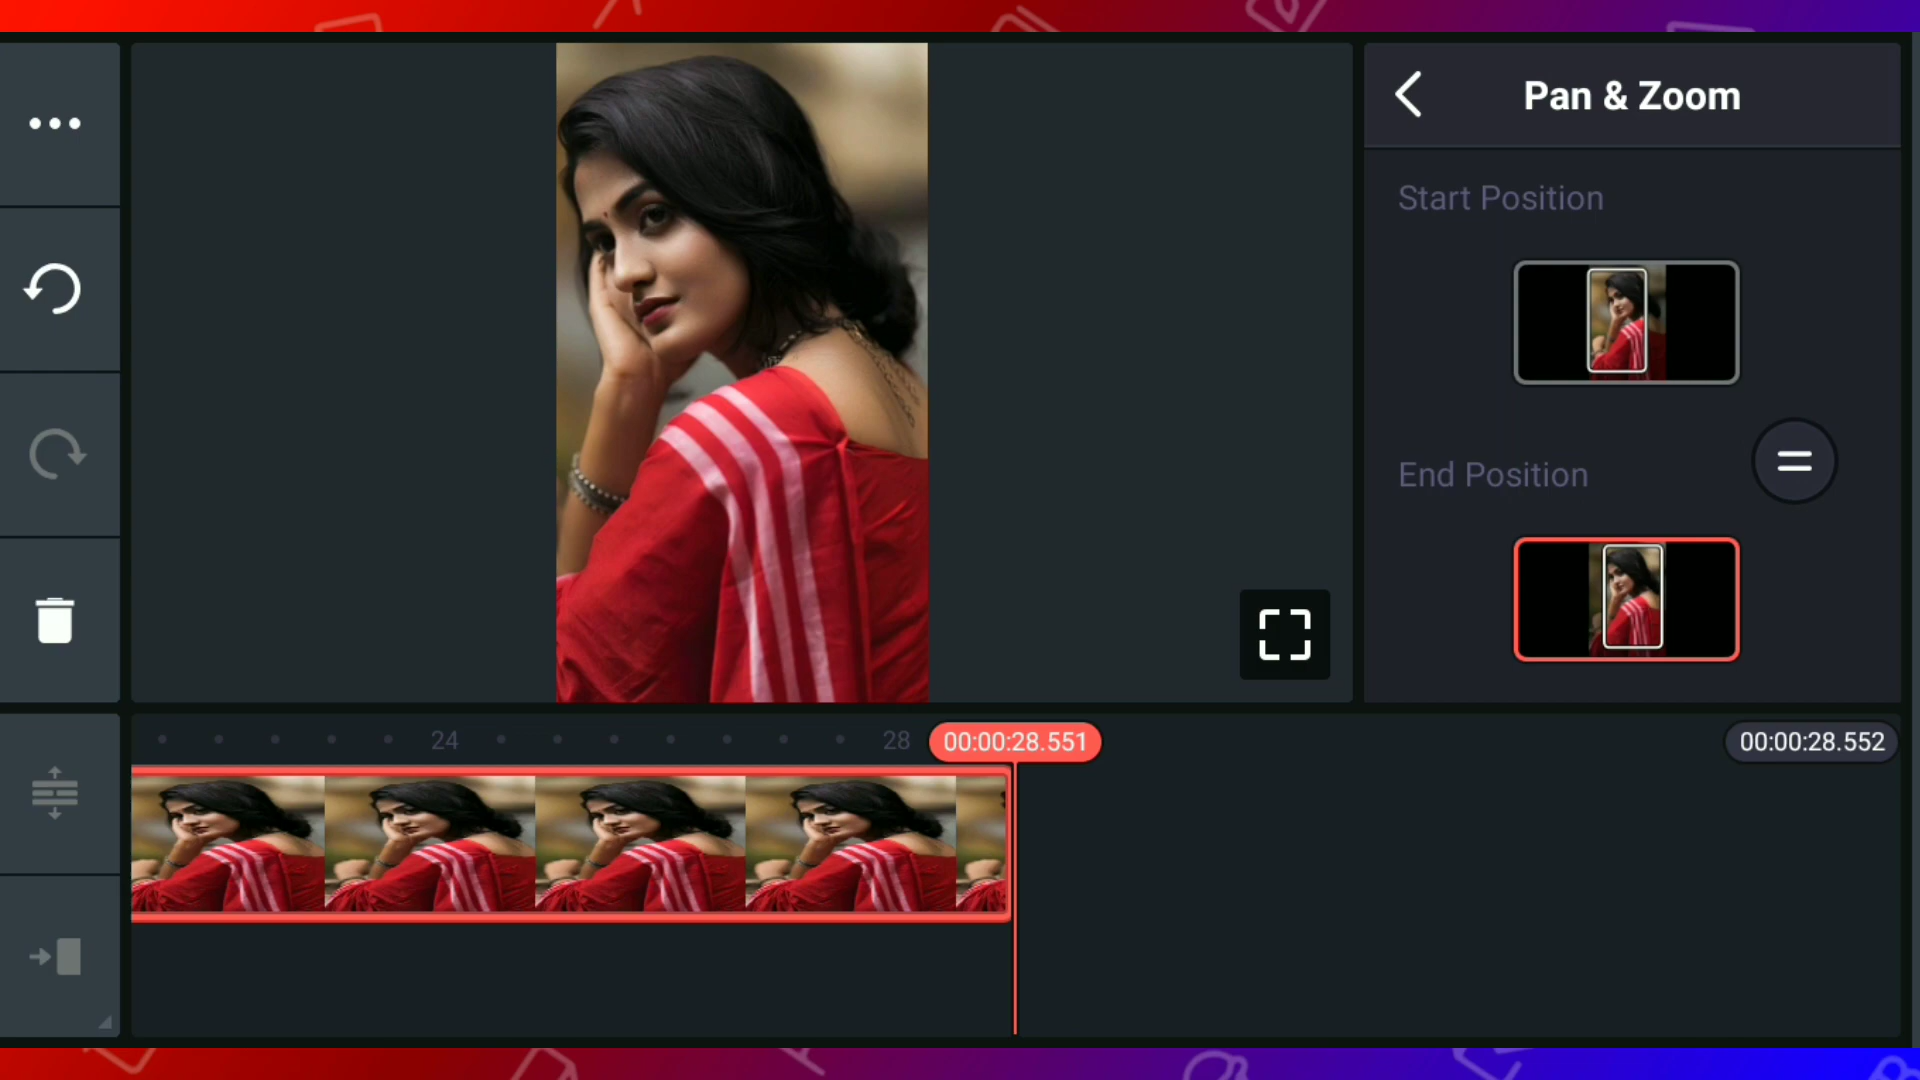 Pan & Zoom
Start Position
End Position
24
28
00:00:28.551
00:00:28.552